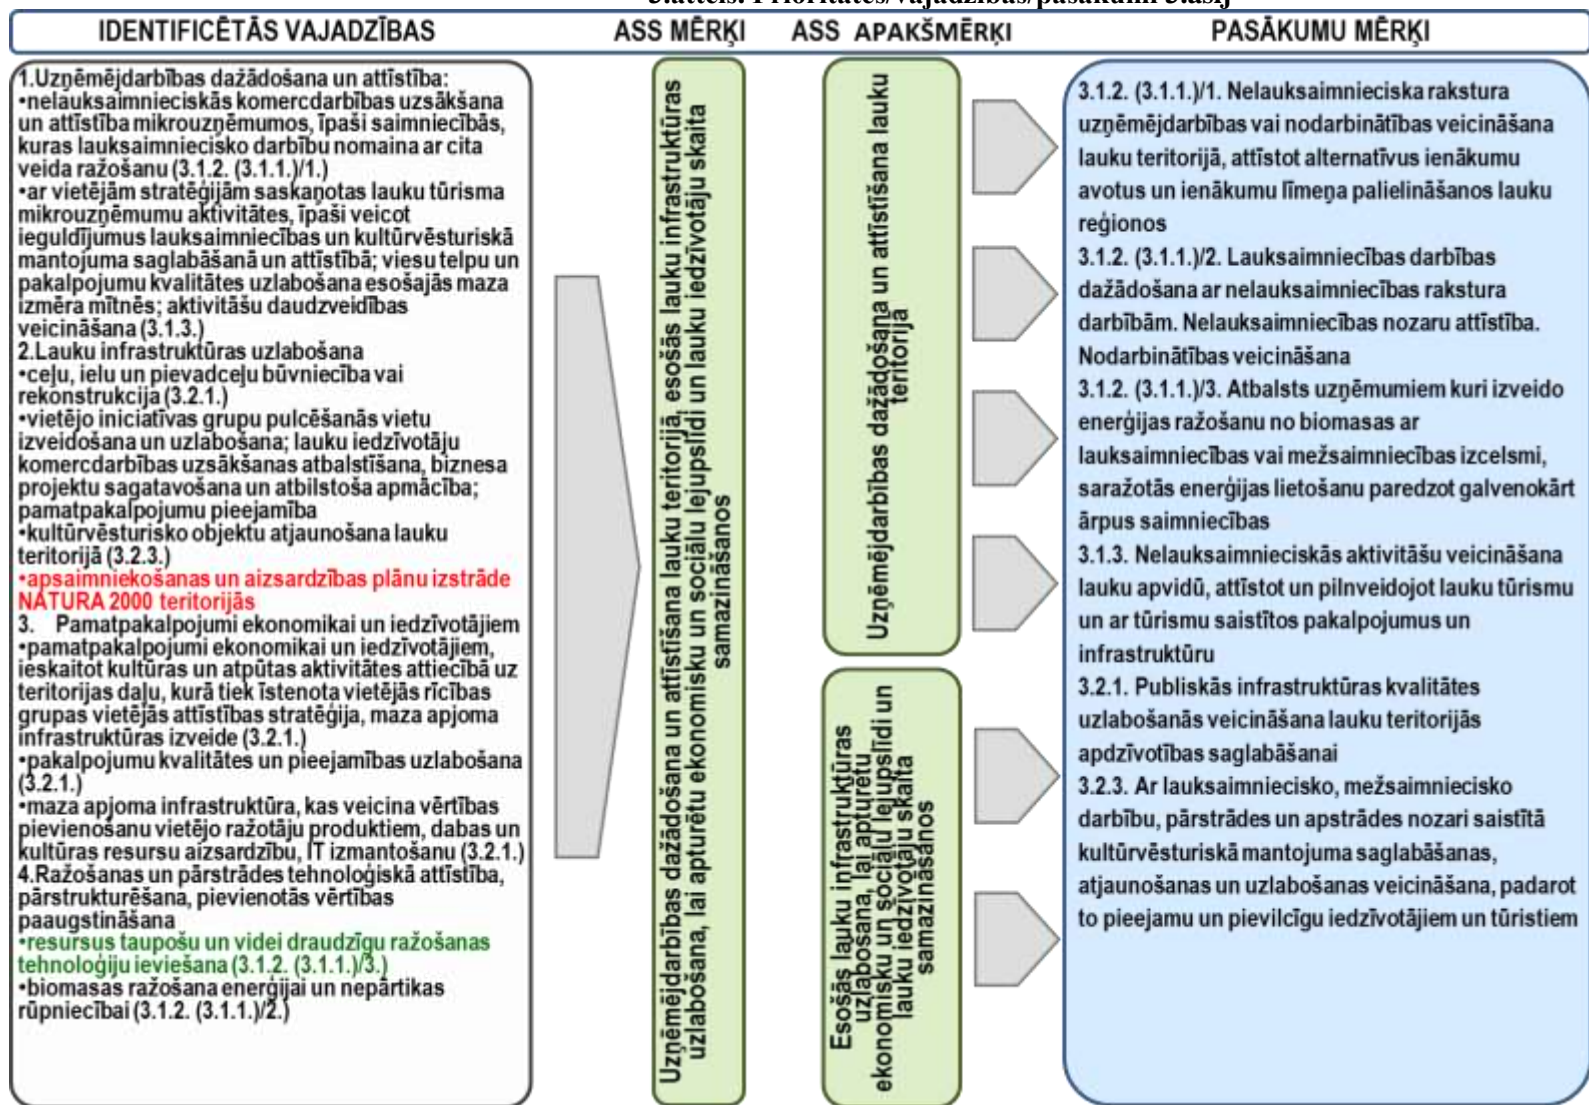 3.attēls. Prioritātes/vajadzības/pasākumi 3.asij
IDENTIFICĒTĀS VAJADZĪBAS
ASS MĒRĶI
ASS APAKŠMĒRĶI
PASĀKUMU MĒRĶI
1.Uzņēmējdarbības dažādošana un attīstība:
•nelauksaimnieciskās komercdarbības uzsākšana
un attīstība mikrouzņēmumos, īpaši saimniecībās,
kuras lauksaimniecisko darbību nomaina ar cita
veida ražošanu (3.1.2. (3.1.1.)/1.)
•ar vietējām stratēģijām saskaņotas lauku tūrisma
mikrouzņēmumu aktivitātes, īpaši veicot
ieguldījumus lauksaimniecības un kultūrvēsturiskā
mantojuma saglabāšanā un attīstībā; viesu telpu un
pakalpojumu kvalitātes uzlabošana esošajās maza
izmēra mītnēs; aktivitāšu daudzveidības
veicināšana (3.1.3.)
2.Lauku infrastruktūras uzlabošana
•ceļu, ielu un pievadceļu būvniecība vai
rekonstrukcija (3.2.1.)
•vietējo iniciatīvas grupu pulcēšanās vietu
izveidošana un uzlabošana; lauku iedzīvotāju
komercdarbības uzsākšanas atbalstīšana, biznesa
projektu sagatavošana un atbilstoša apmācība;
pamatpakalpojumu pieejamība
•kultūrvēsturisko objektu atjaunošana lauku
teritorijā (3.2.3.)
•apsaimniekošanas un aizsardzības plānu izstrāde
NATURA 2000 teritorijās
3. Pamatpakalpojumi ekonomikai un iedzīvotājiem
•pamatpakalpojumi ekonomikai un iedzīvotājiem,
ieskaitot kultūras un atpūtas aktivitātes attiecībā uz
teritorijas daļu, kurā tiek īstenota vietējās rīcības
grupas vietējās attīstības stratēģija, maza apjoma
infrastruktūras izveide (3.2.1.)
•pakalpojumu kvalitātes un pieejamības uzlabošana
(3.2.1.)
•maza apjoma infrastruktūra, kas veicina vērtības
pievienošanu vietējo ražotāju produktiem, dabas un
kultūras resursu aizsardzību, IT izmantošanu (3.2.1.)
4.Ražošanas un pārstrādes tehnoloģiskā attīstība,
pārstrukturēšana, pievienotās vērtības
paaugstināšana
•resursus taupošu un videi draudzīgu ražošanas
tehnoloģiju ieviešana (3.1.2. (3.1.1.)/3.)
•biomasas ražošana enerģijai un nepārtikas
rūpniecībai (3.1.2. (3.1.1.)/2.)
Uzņēmējdarbības dažādošana un attīstīšana lauku teritorijā, esošās lauku infrastruktūras
uzlabošana, lai apturētu ekonomisku un sociālu lejupslīdi un lauku iedzīvotāju skaita
samazināšanos
Uzņēmējdarbības dažādošana un attīstīšana lauku
teritorija
Esošās lauku infrastruktūras
uzlabošana, lai apturētu
ekonomisku un sociālu lejupslīdi un
lauku iedzīvotāju skaita
samazināšanos
3.1.2. (3.1.1.)/1. Nelauksaimnieciska rakstura
uzņēmējdarbības vai nodarbinātības veicināšana
lauku teritorijā, attīstot alternatīvus ienākumu
avotus un ienākumu līmeņa palielināšanos lauku
reģionos
3.1.2. (3.1.1.)/2. Lauksaimniecības darbības
dažādošana ar nelauksaimniecības rakstura
darbībām. Nelauksaimniecības nozaru attīstība.
Nodarbinātības veicināšana
3.1.2. (3.1.1.)/3. Atbalsts uzņēmumiem kuri izveido
enerģijas ražošanu no biomasas ar
lauksaimniecības vai mežsaimniecības izcelsmi,
saražotās enerģijas lietošanu paredzot galvenokārt
ārpus saimniecības
3.1.3. Nelauksaimnieciskās aktivitāšu veicināšana
lauku apvidū, attīstot un pilnveidojot lauku tūrismu
un ar tūrismu saistītos pakalpojumus un
infrastruktūru
3.2.1. Publiskās infrastruktūras kvalitātes
uzlabošanās veicināšana lauku teritorijās
apdzīvotības saglabāšanai
3.2.3. Ar lauksaimniecisko, mežsaimniecisko
darbību, pārstrādes un apstrādes nozari saistītā
kultūrvēsturiskā mantojuma saglabāšanas,
atjaunošanas un uzlabošanas veicināšana, padarot
to pieejamu un pievilcīgu iedzīvotājiem un tūristiem